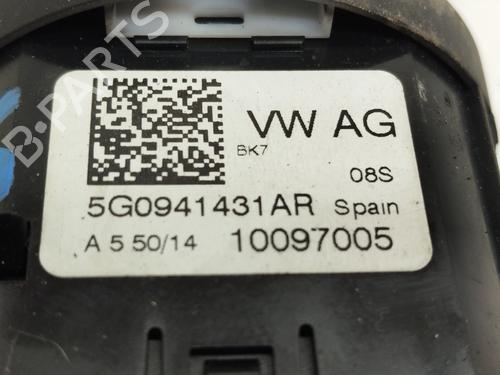 VW AG
BK7
08S
5G0941431AR Spain
A 5 50/14 10097005
B-PARTS